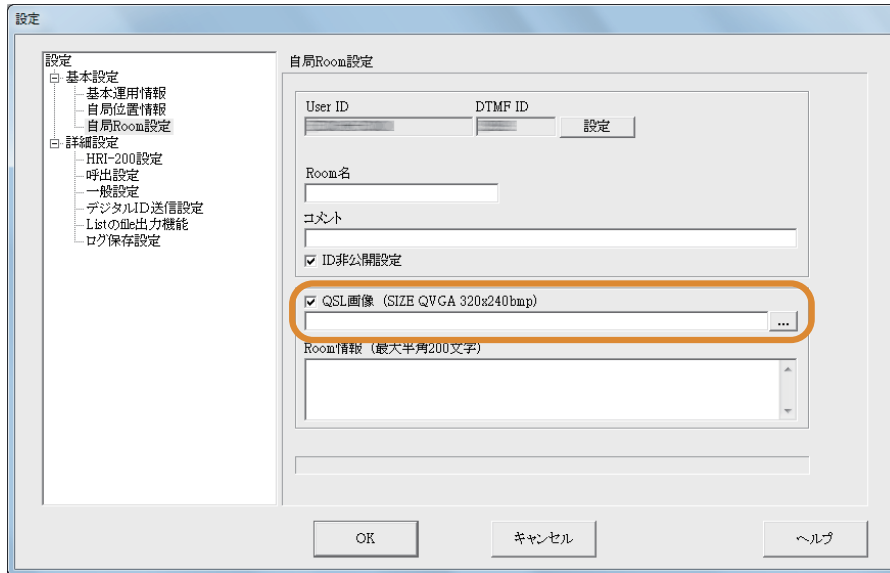 設定
設定
基本設定
基本運用情報
自局位置情報
自局Room設定
詳細設定
HRI-200設定
呼出設定
一般設定
デジタルID送信設定
Listのfile出力機能
ログ保存設定
自局Room設定
User ID DTMF ID
設定
Room名
コメント
ID非公開設定
QSL画像 (SIZE QVGA 320x240bmp)
...
Room情報 (最大半角200文字)
OK キャンセル ヘルプ